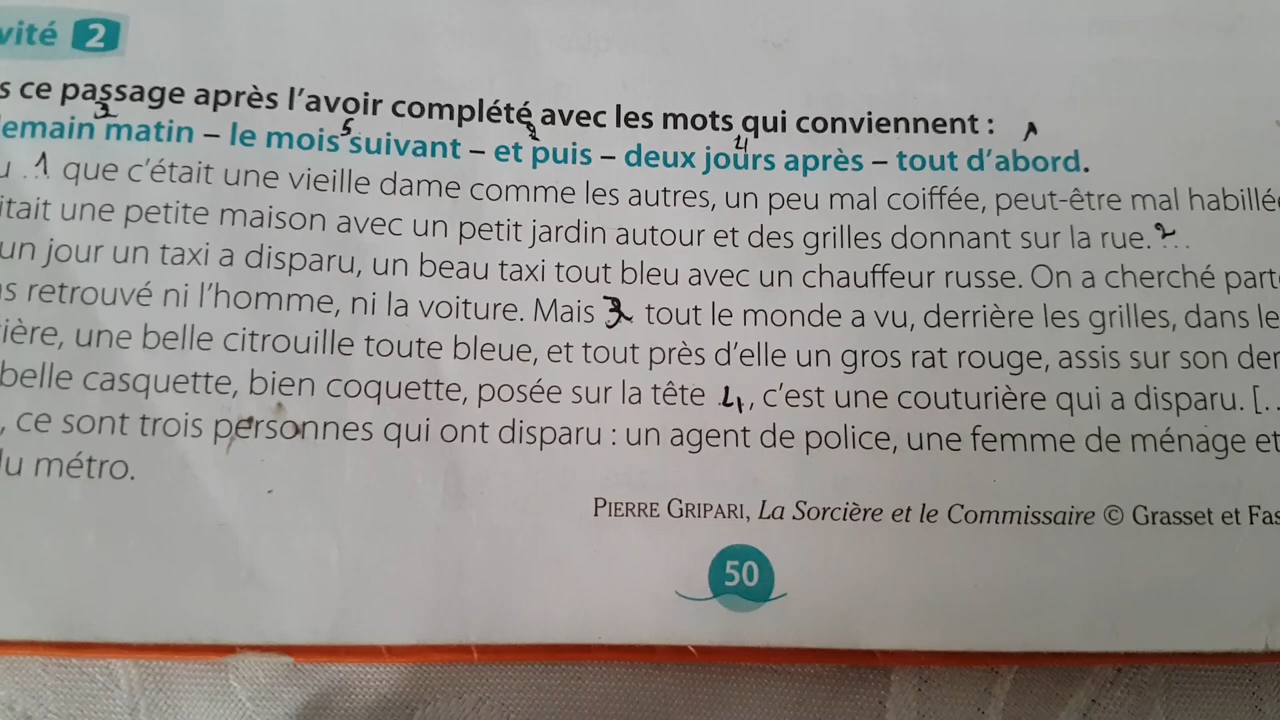 vité 2
s ce passage après l'avoir complété avec les mots qui conviennent :
3 5 2 4 1
emain matin – le mois suivant – et puis – deux jours après – tout d'abord.
u .1 que c'était une vieille dame comme les autres, un peu mal coiffée, peut-être mal habillé
itait une petite maison avec un petit jardin autour et des grilles donnant sur la rue. 2...
un jour un taxi a disparu, un beau taxi tout bleu avec un chauffeur russe. On a cherché part
s retrouvé ni l'homme, ni la voiture. Mais 3 tout le monde a vu, derrière les grilles, dans le
ière, une belle citrouille toute bleue, et tout près d'elle un gros rat rouge, assis sur son der
belle casquette, bien coquette, posée sur la tête 4, c'est une couturière qui a disparu. [..
, ce sont trois personnes qui ont disparu : un agent de police, une femme de ménage et
du métro.
PIERRE GRIPARI, La Sorcière et le Commissaire © Grasset et Fas
50